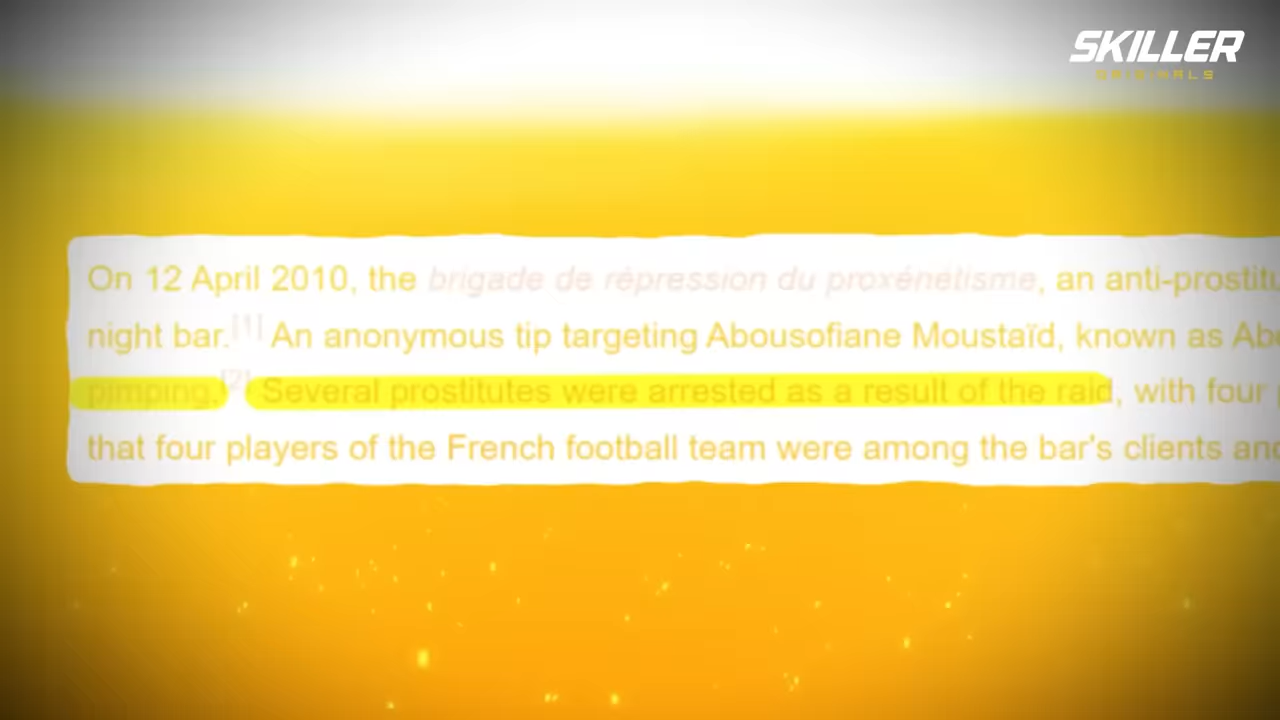 SKILLER
ORIGINALS
On 12 April 2010, the brigade de répression du proxénétisme, an anti-prostitu
night bar.[1] An anonymous tip targeting Abousofiane Moustaïd, known as Ab
pimping.[2] Several prostitutes were arrested as a result of the raid, with four
that four players of the French football team were among the bar's clients and